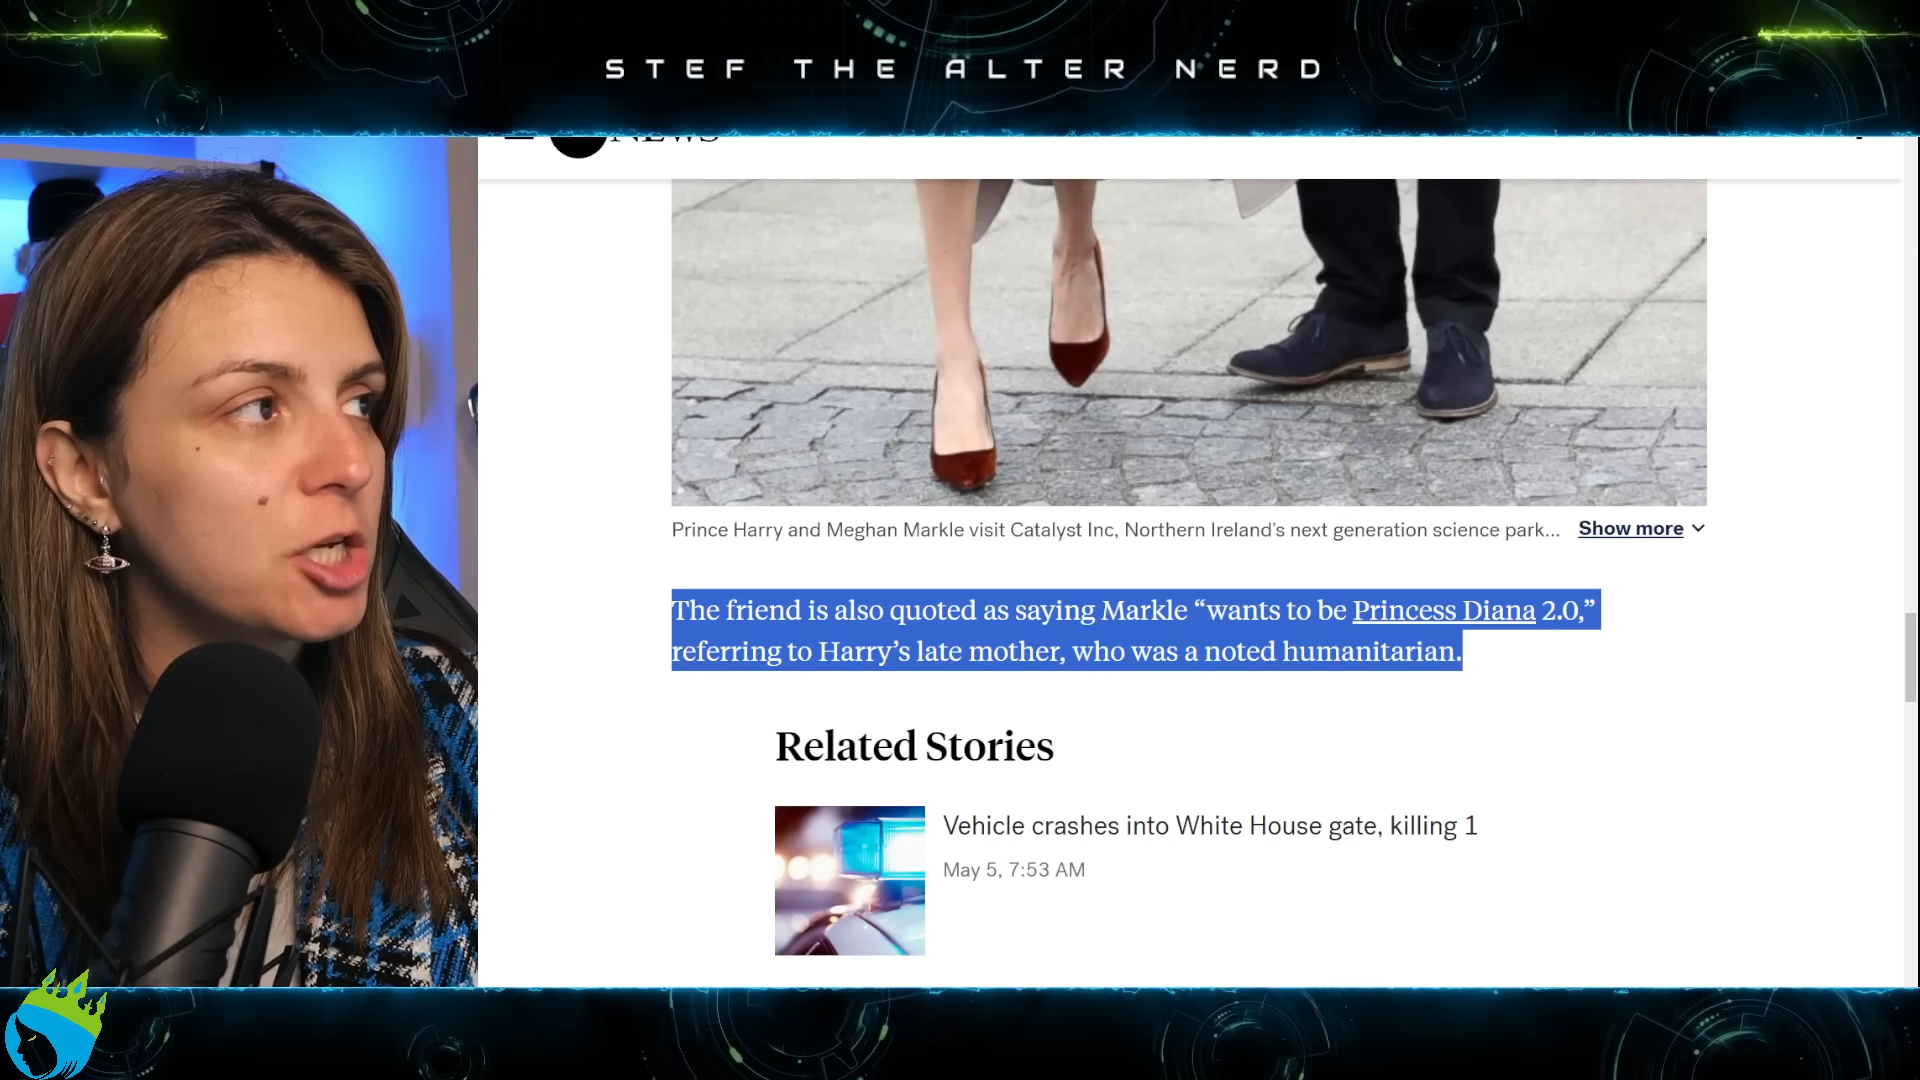 STEF THE ALTER NERD
NEWS
Prince Harry and Meghan Markle visit Catalyst Inc, Northern Ireland's next generation science park... Show more
The friend is also quoted as saying Markle “wants to be Princess Diana 2.0,”
referring to Harry’s late mother, who was a noted humanitarian.
Related Stories
Vehicle crashes into White House gate, killing 1
May 5, 7:53 AM